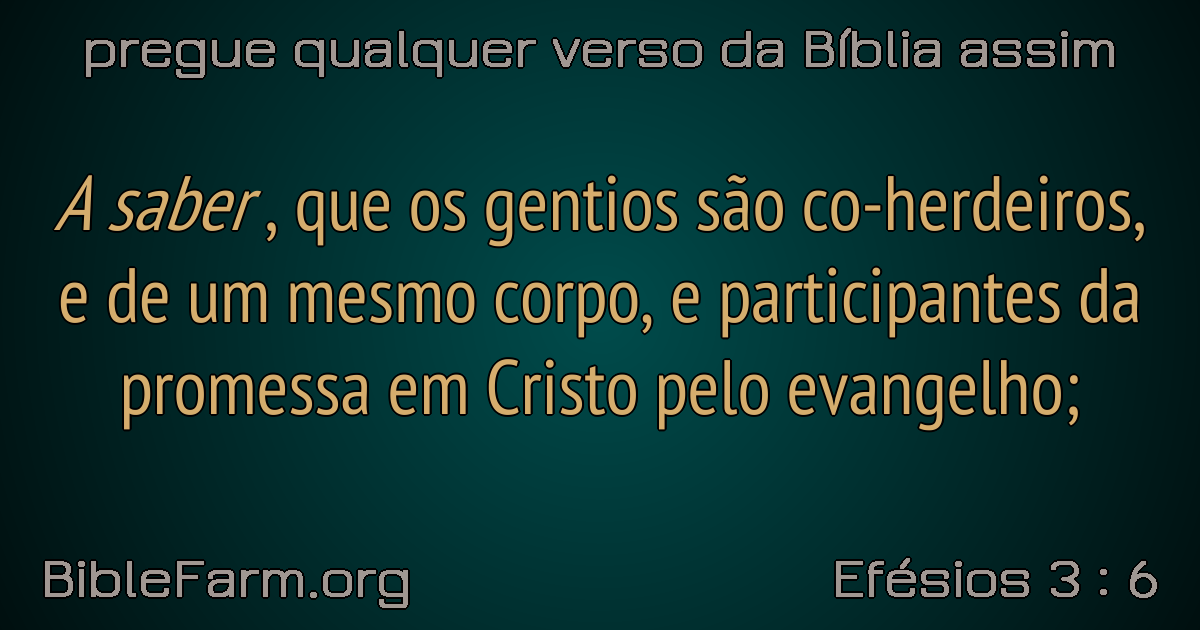 pregue qualquer verso da Bíblia assim
A saber , que os gentios são co-herdeiros,
e de um mesmo corpo, e participantes da
promessa em Cristo pelo evangelho;
BibleFarm.org
Efésios 3 : 6